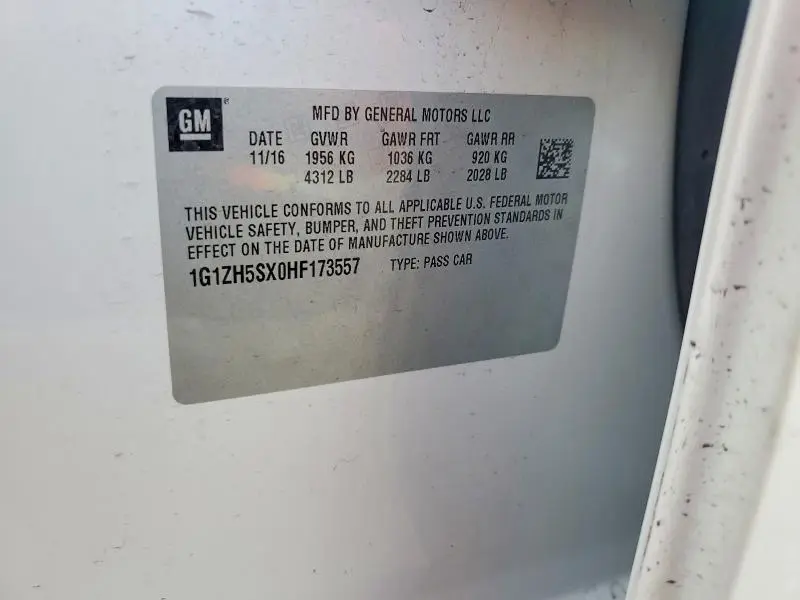 GM®
MFD BY GENERAL MOTORS LLC
DATE GVWR GAWR FRT GAWR RR
11/16 1956 KG 1036 KG 920 KG
4312 LB 2284 LB 2028 LB
THIS VEHICLE CONFORMS TO ALL APPLICABLE U.S. FEDERAL MOTOR
VEHICLE SAFETY, BUMPER, AND THEFT PREVENTION STANDARDS IN
EFFECT ON THE DATE OF MANUFACTURE SHOWN ABOVE.
1G1ZH5SX0HF173557 TYPE: PASS CAR